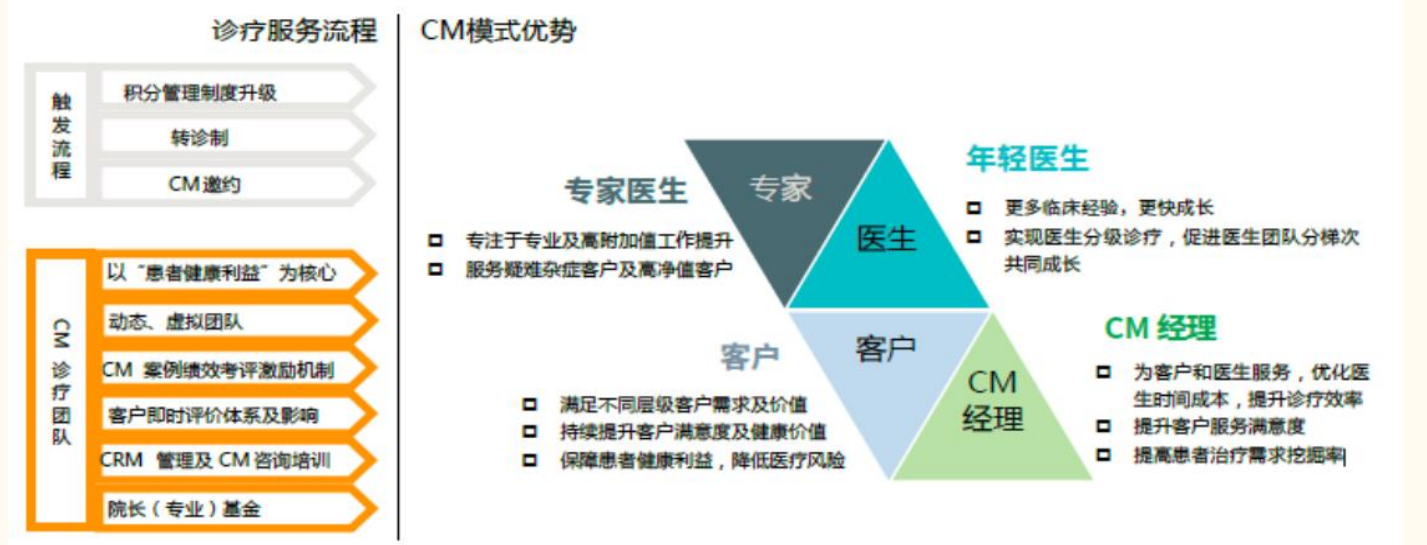 诊疗服务流程
触发流程
积分管理制度升级
转诊制
CM邀约
CM 诊疗团队
以“患者健康利益”为核心
动态、虚拟团队
CM 案例绩效考评激励机制
客户即时评价体系及影响
CRM 管理及CM咨询培训
院长（专业）基金
CM模式优势
专家
医生
客户
CM
经理
专家医生
专注于专业及高附加值工作提升
服务疑难杂症客户及高净值客户
年轻医生
更多临床经验，更快成长
实现医生分级诊疗，促进医生团队分梯次
共同成长
客户
满足不同层级客户需求及价值
持续提升客户满意度及健康价值
保障患者健康利益，降低医疗风险
CM 经理
为客户和医生服务，优化医
生时间成本，提升诊疗效率
提升客户服务满意度
提高患者治疗需求挖掘率